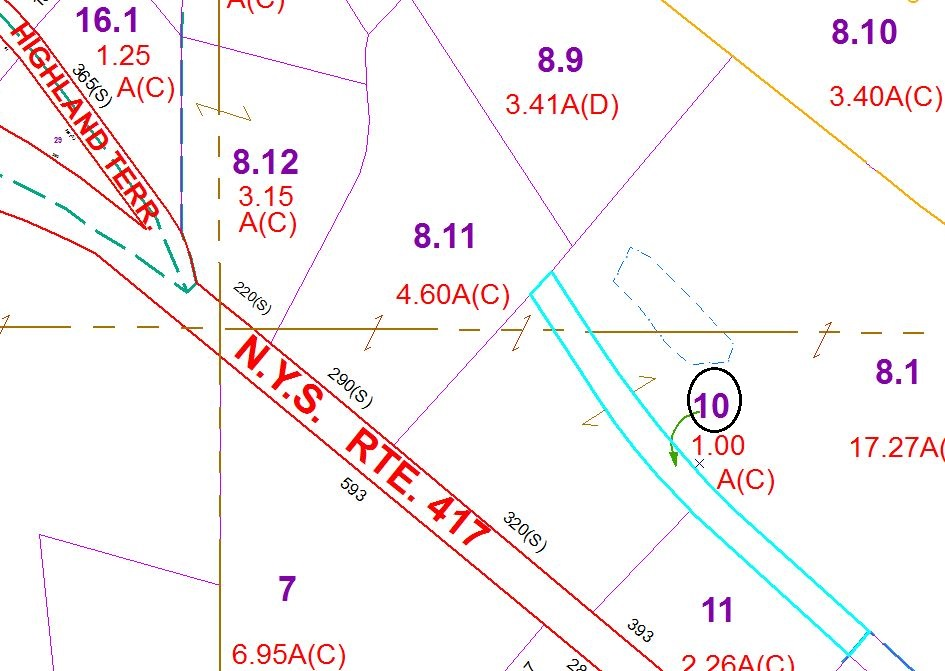 A(C)
16.1
1.25
A(C)
365(S)
HIGHLAND TERR.
29
8.12
3.15
A(C)
8.9
3.41A(D)
8.10
3.40A(C)
8.11
4.60A(C)
220(S)
290(S)
N.Y.S. RTE. 417
593
320(S)
10
1.00
A(C)
8.1
17.27A(
7
6.95A(C)
11
2.26A(C)
393
28